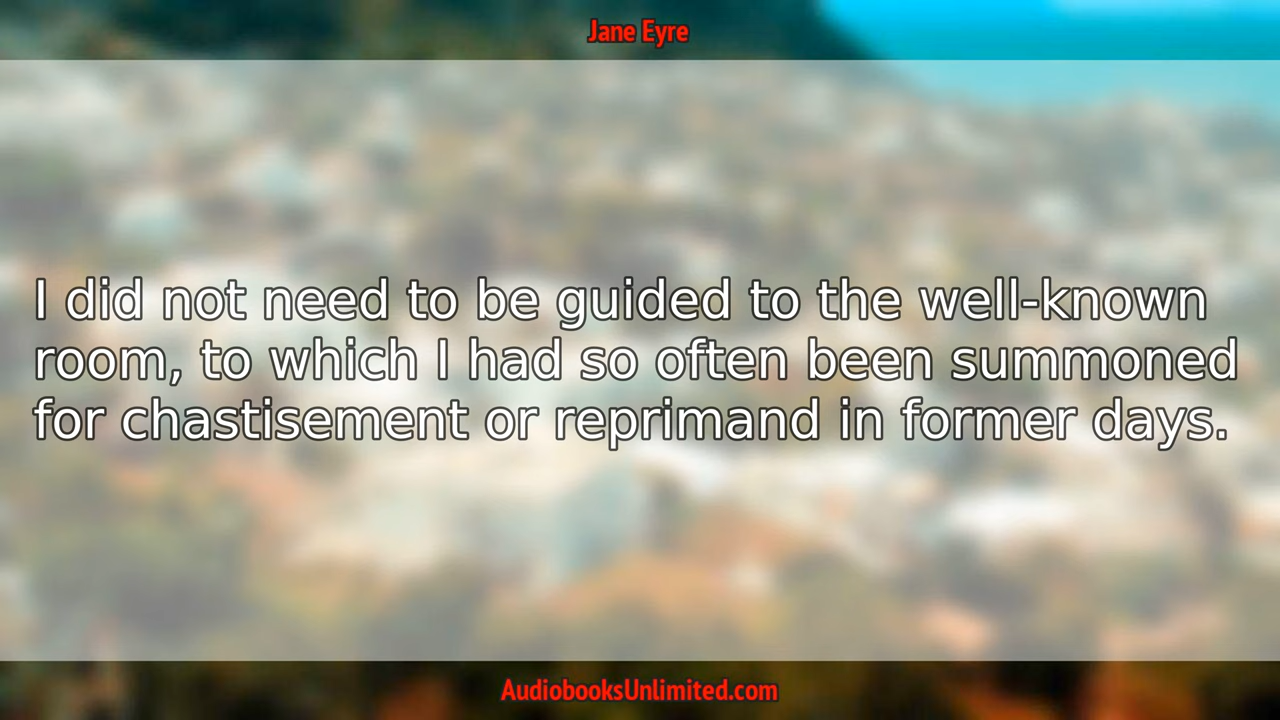 Jane Eyre
I did not need to be guided to the well-known
room, to which I had so often been summoned
for chastisement or reprimand in former days.
AudiobooksUnlimited.com